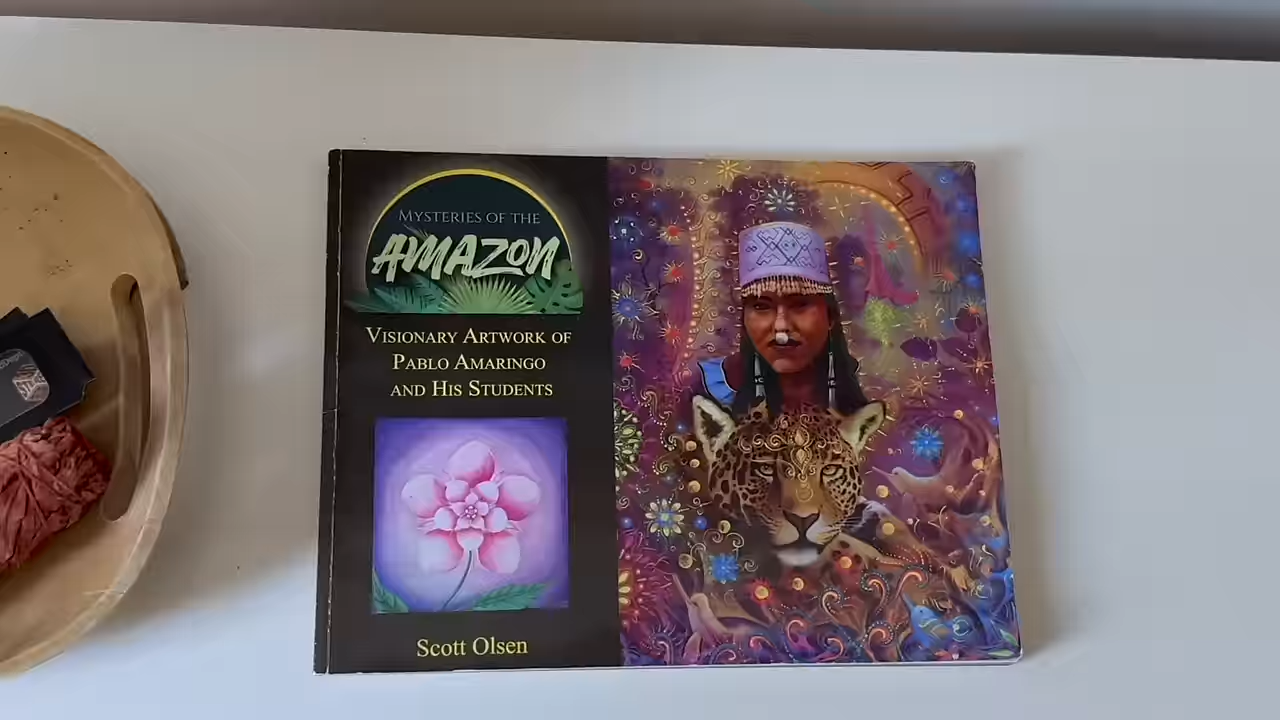 MYSTERIES OF THE
AMAZON
VISIONARY ARTWORK OF
PABLO AMARINGO
AND HIS STUDENTS
Scott Olsen